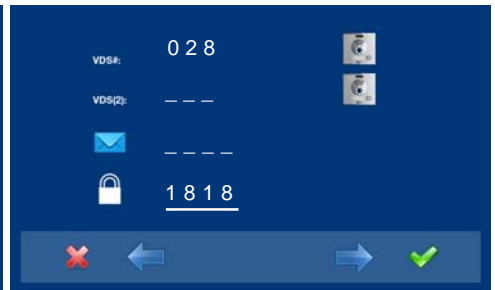 VDS#: 028
VDS(2): _ _ _
_ _ _ _
1818